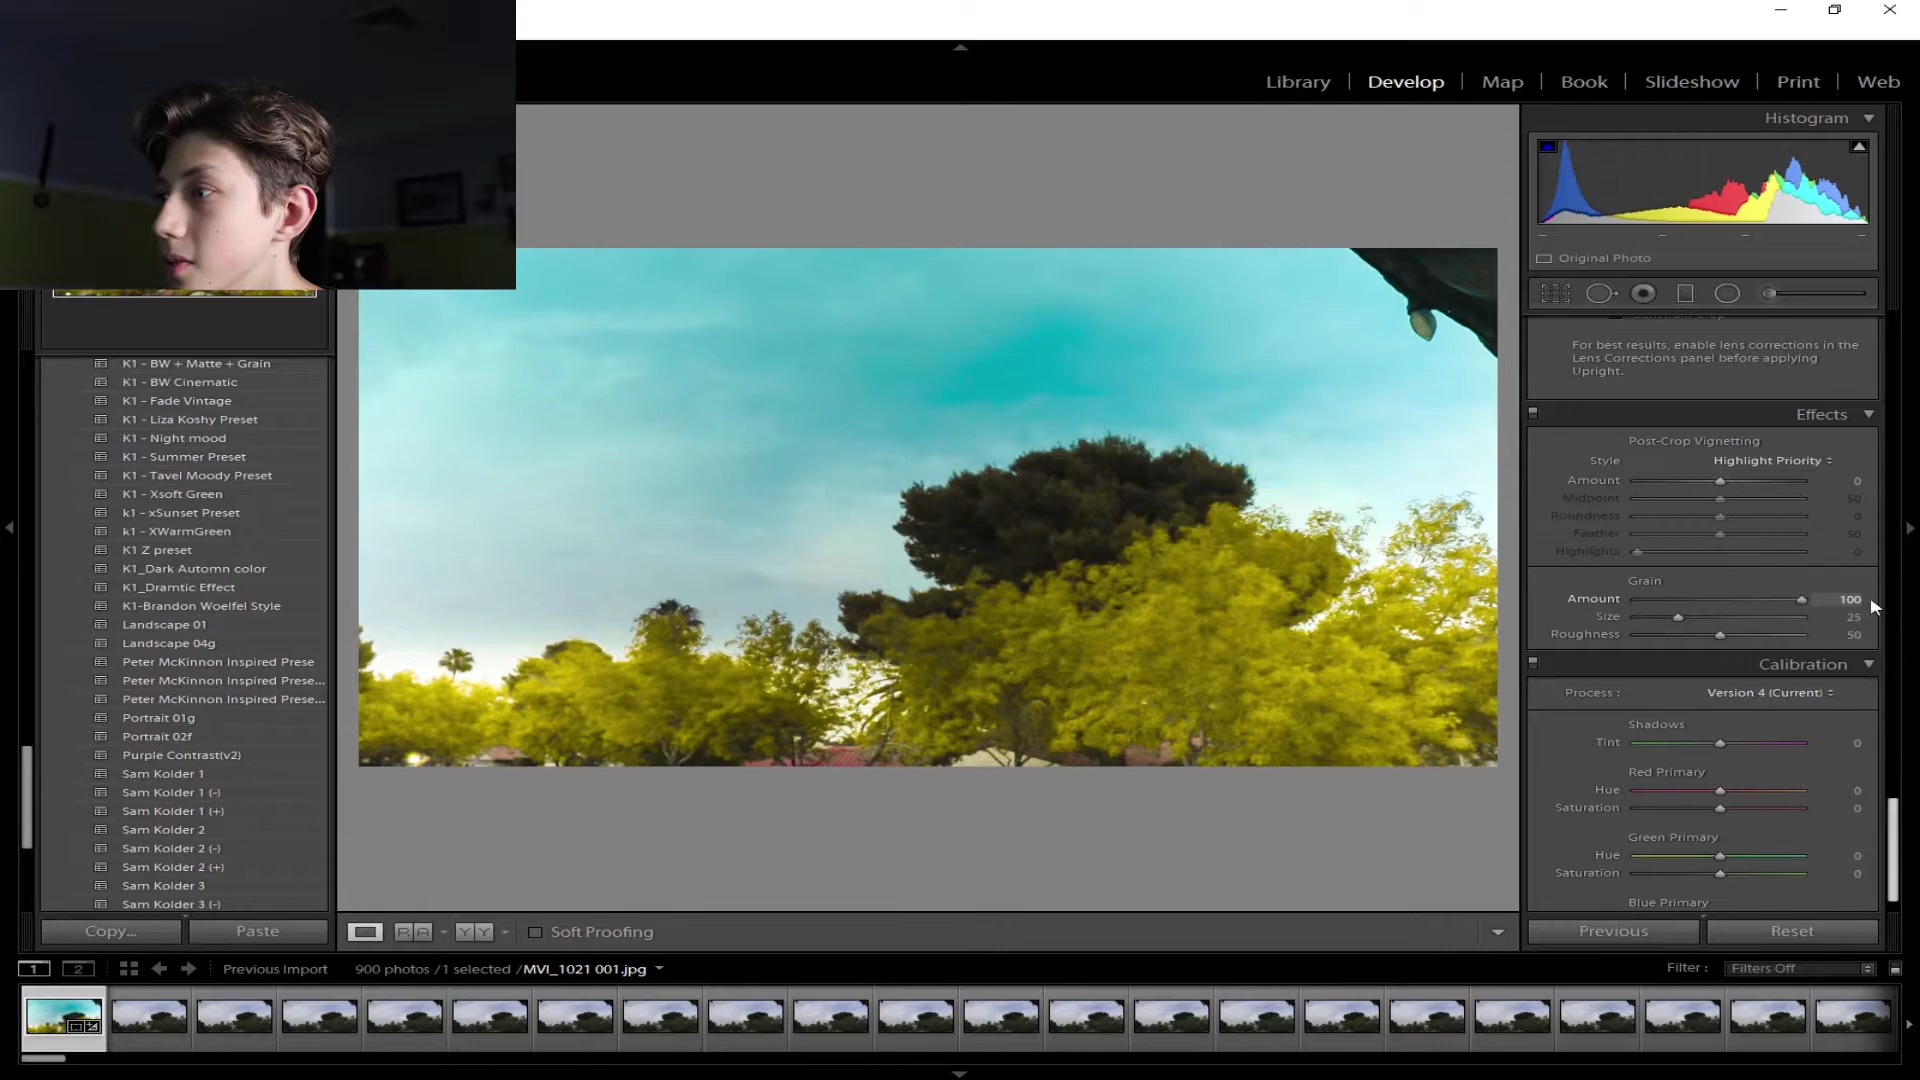 Library | Develop | Map | Book | Slideshow | Print | Web
Histogram
Original Photo
For best results, enable lens corrections in the
Lens Corrections panel before applying
Upright.
Effects
Post-Crop Vignetting
Style Highlight Priority
Amount 0
Midpoint 50
Roundness 0
Feather 50
Highlights 0
Grain
Amount 100
Size 25
Roughness 50
Calibration
Process : Version 4 (Current)
Shadows
Tint 0
Red Primary
Hue 0
Saturation 0
Green Primary
Hue 0
Saturation 0
Blue Primary
Previous Reset
K1 - BW + Matte + Grain
K1 - BW Cinematic
K1 - Fade Vintage
K1 - Liza Koshy Preset
K1 - Night mood
K1 - Summer Preset
K1 - Tavel Moody Preset
K1 - Xsoft Green
k1 - xSunset Preset
k1 - XWarmGreen
K1 Z preset
K1_Dark Automn color
K1_Dramtic Effect
K1-Brandon Woelfel Style
Landscape 01
Landscape 04g
Peter McKinnon Inspired Prese
Peter McKinnon Inspired Prese...
Peter McKinnon Inspired Prese...
Portrait 01g
Portrait 02f
Purple Contrast(v2)
Sam Kolder 1
Sam Kolder 1 (-)
Sam Kolder 1 (+)
Sam Kolder 2
Sam Kolder 2 (-)
Sam Kolder 2 (+)
Sam Kolder 3
Sam Kolder 3 (-)
Copy... Paste
R A Y Y Soft Proofing
1 2 Previous Import 900 photos / 1 selected / MVI_1021 001.jpg Filter : Filters Off